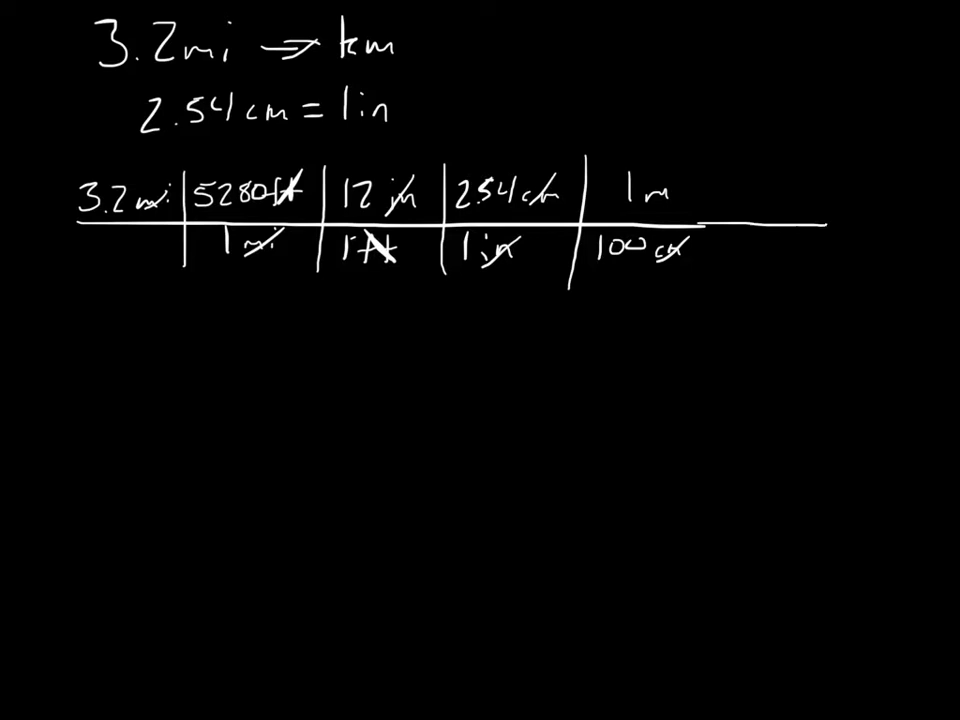 3.2mi ⇒ km
2.54cm = 1in
3.2mi | 5280ft | 12in | 2.54cm | 1m
1mi | 1ft | 1in | 100cm